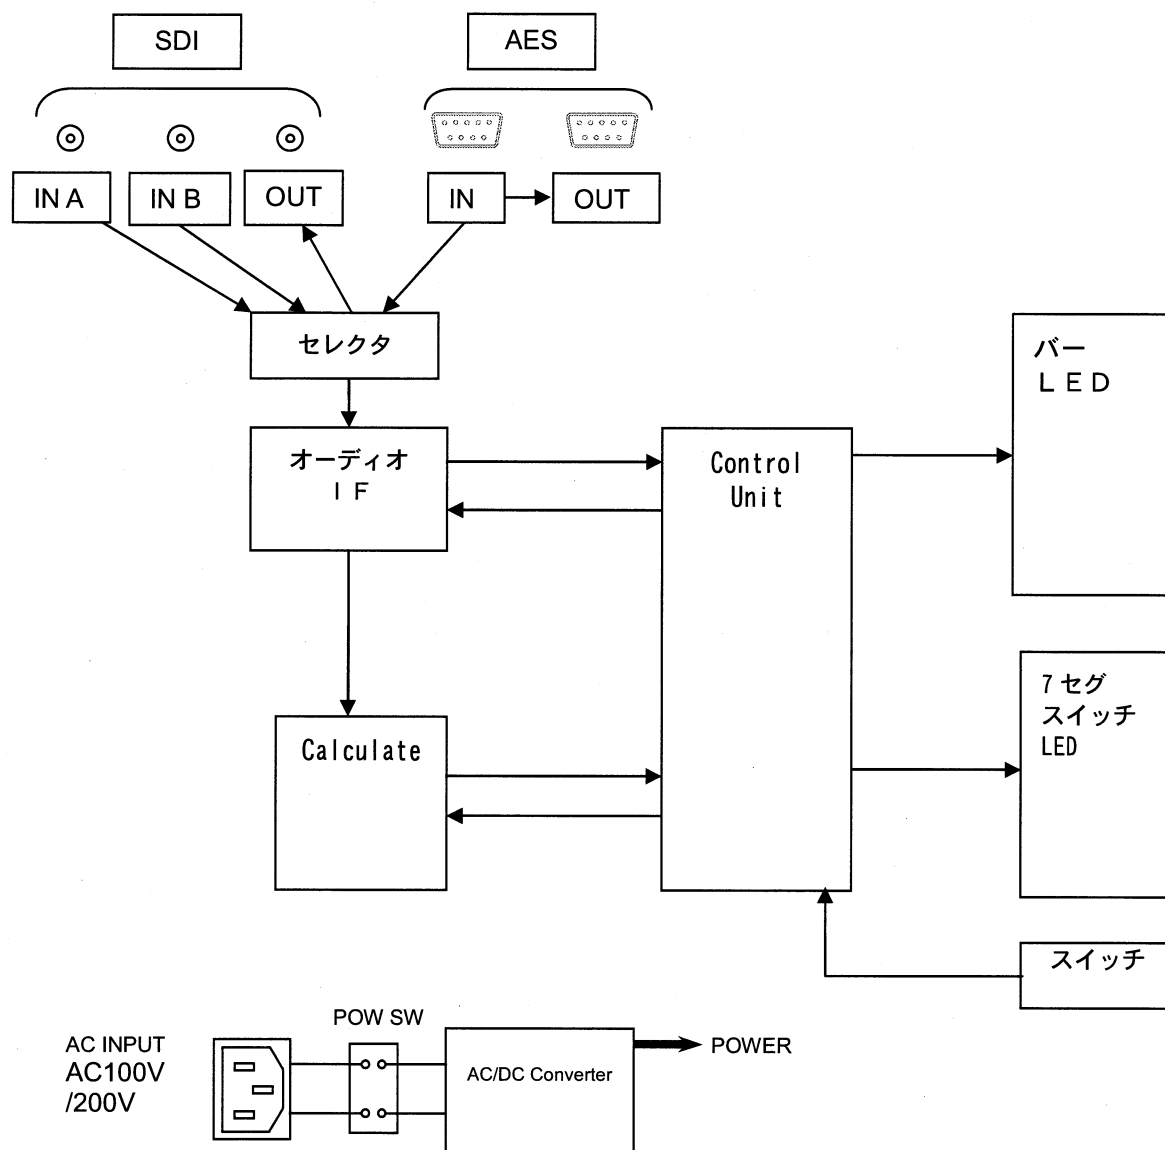 SDI
AES
IN A
IN B
OUT
IN
OUT
セレクタ
オーディオ
ＩＦ
Control
Unit
バー
ＬＥＤ
Calculate
7セグ
スイッチ
LED
スイッチ
POW SW
AC INPUT
AC100V
/200V
AC/DC Converter
POWER